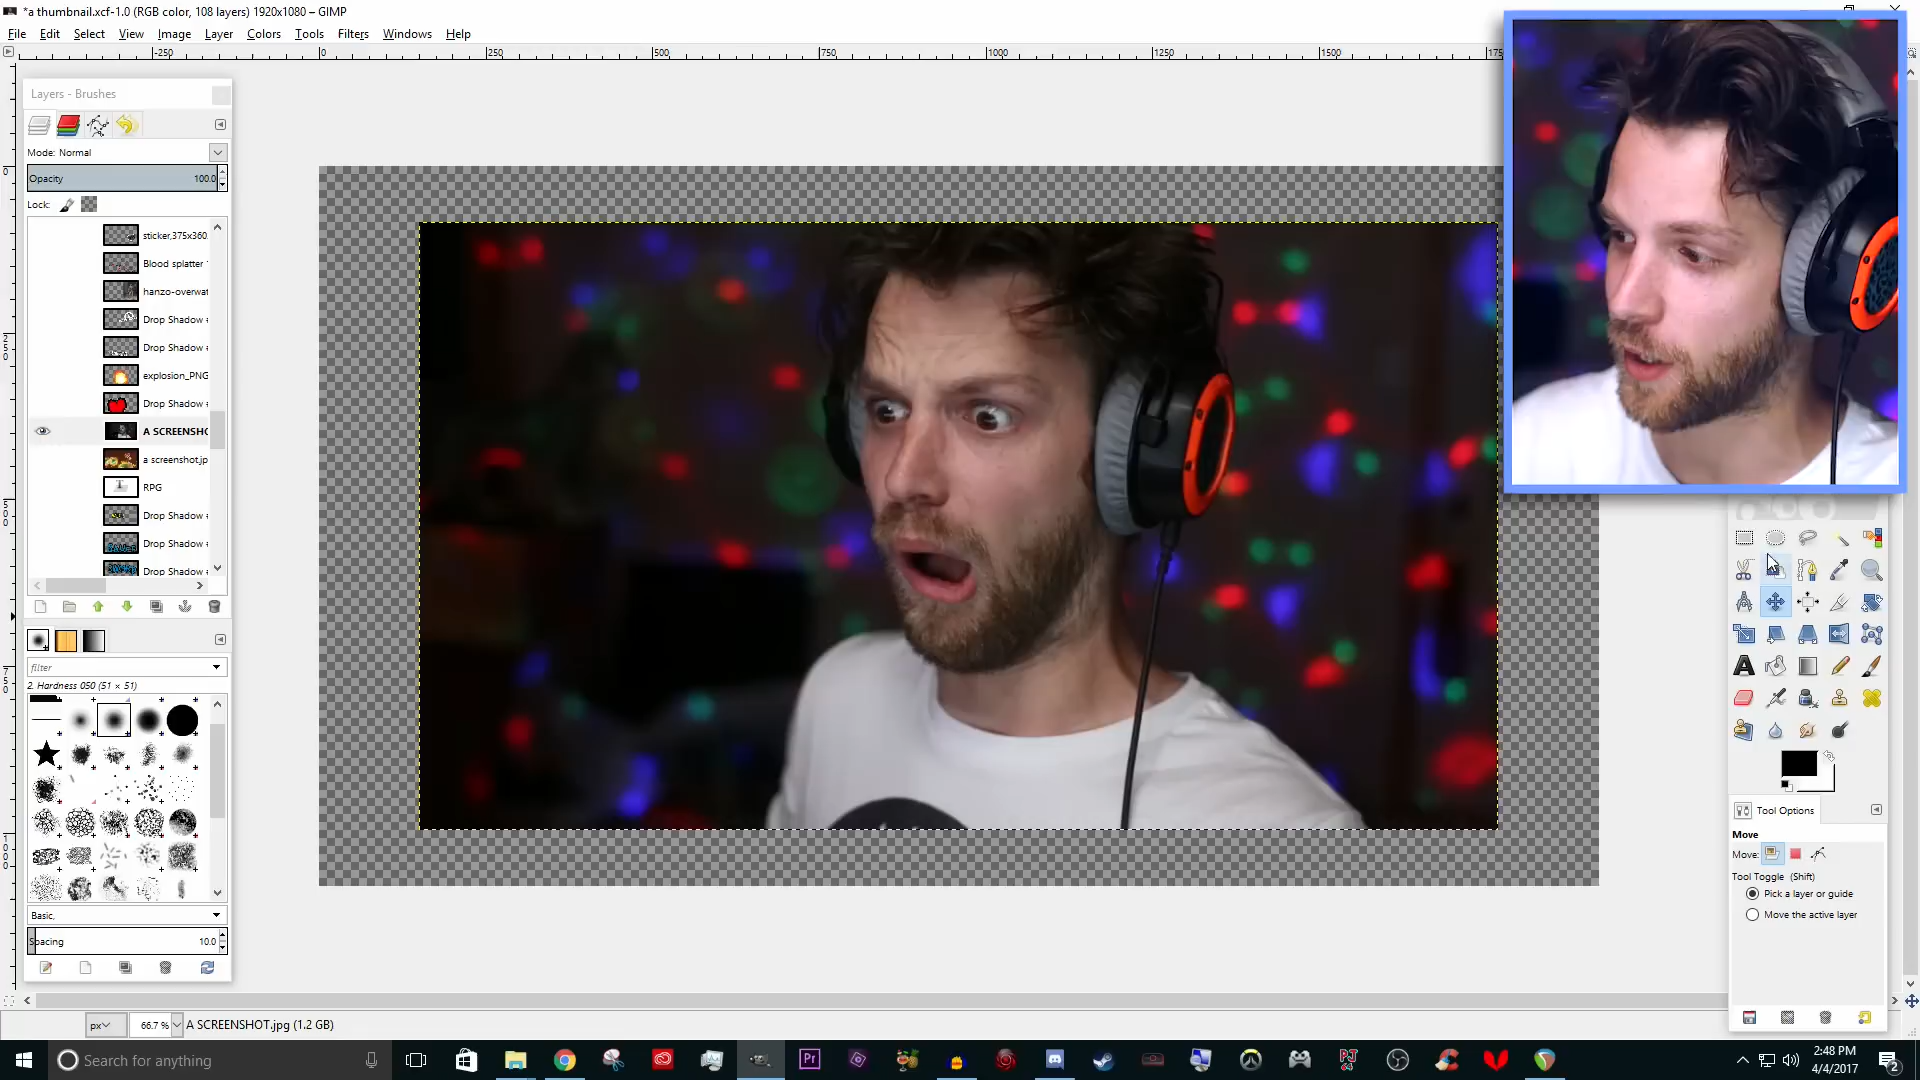 *a thumbnail.xcf-1.0 (RGB color, 108 layers) 1920x1080 – GIMP
File Edit Select View Image Layer Colors Tools Filters Windows Help
-250 0 250 500 750 1000 1250 1500 175
Layers - Brushes
Mode: Normal
Opacity 100.0
Lock:
sticker,375x360.
Blood splatter
hanzo-overwat
Drop Shadow
Drop Shadow
explosion_PNG
Drop Shadow
A SCREENSHO
a screenshot.jp
RPG
Drop Shadow
Drop Shadow
Drop Shadow
filter
2. Hardness 050 (51 × 51)
Basic,
Spacing 10.0
Tool Options
Move
Move:
Tool Toggle (Shift)
Pick a layer or guide
Move the active layer
px 66.7 % A SCREENSHOT.jpg (1.2 GB)
Search for anything
2:48 PM
4/4/2017
2